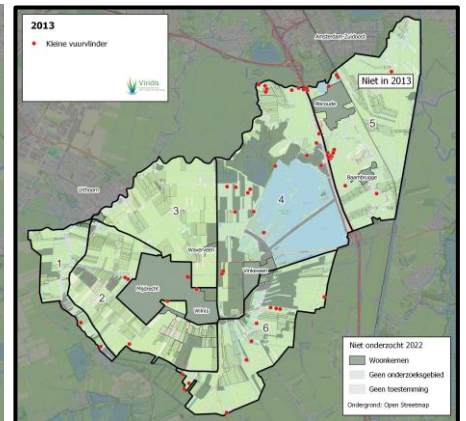 2013
Kleine vuurvlinder
Viridis
Amsterdam-Zuidoost
Niet in 2013
Abcoude
5
Baambrugge
Uithoorn
3
4
Waverveen
1
2
Mijdrecht
Vinkeveen
Wilnis
6
Niet onderzocht 2022
Woonkernen
Geen onderzoeksgebied
Geen toestemming
Ondergrond: Open Streetmap